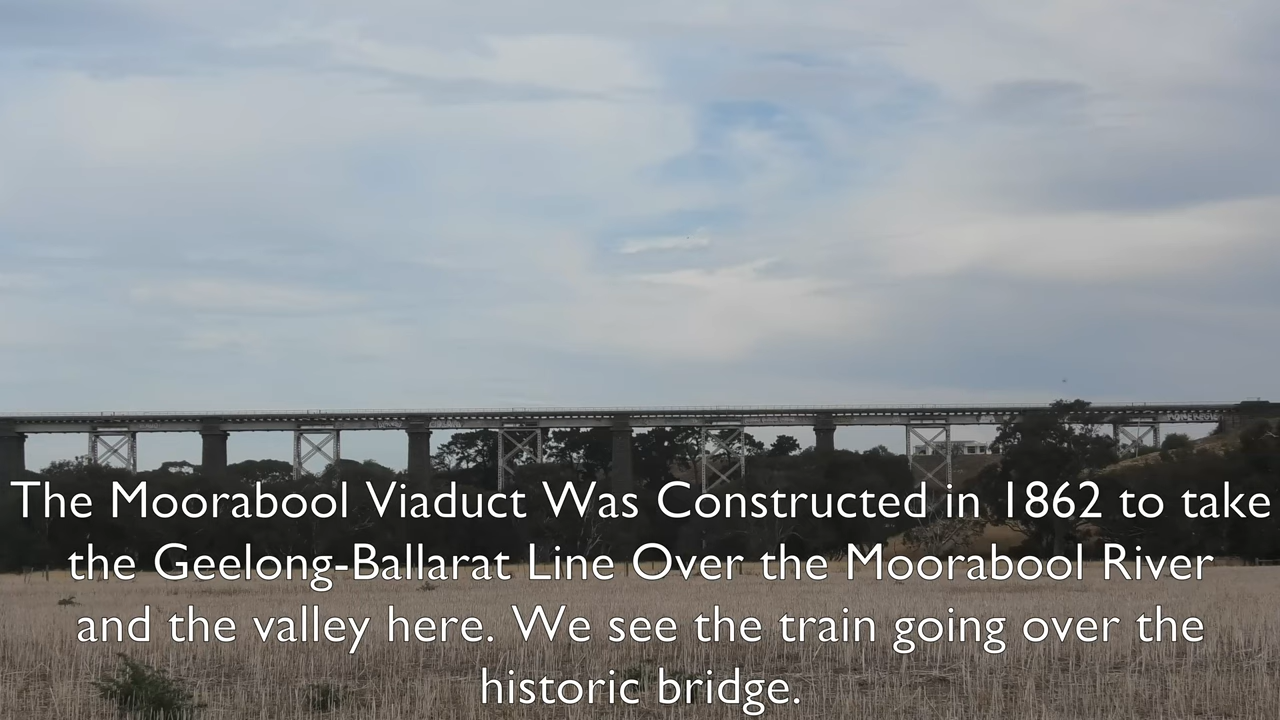 The Moorabool Viaduct Was Constructed in 1862 to take
the Geelong-Ballarat Line Over the Moorabool River
and the valley here. We see the train going over the
historic bridge.